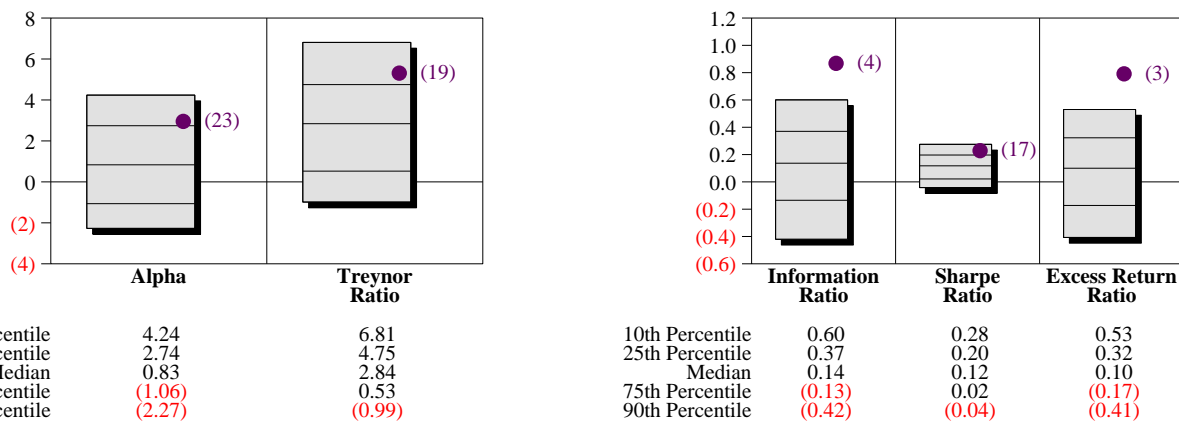 8
6
4
2
0
(2)
(4)
(23)
(19)
Alpha
Treynor
Ratio
4.24 6.81
2.74 4.75
Median 0.83 2.84
(1.06) 0.53
(2.27) (0.99)
1.2
1.0
0.8
0.6
0.4
0.2
0.0
(0.2)
(0.4)
(0.6)
(4)
(17)
(3)
Information
Ratio
Sharpe
Ratio
Excess Return
Ratio
10th Percentile 0.60 0.28 0.53
25th Percentile 0.37 0.20 0.32
Median 0.14 0.12 0.10
75th Percentile (0.13) 0.02 (0.17)
90th Percentile (0.42) (0.04) (0.41)